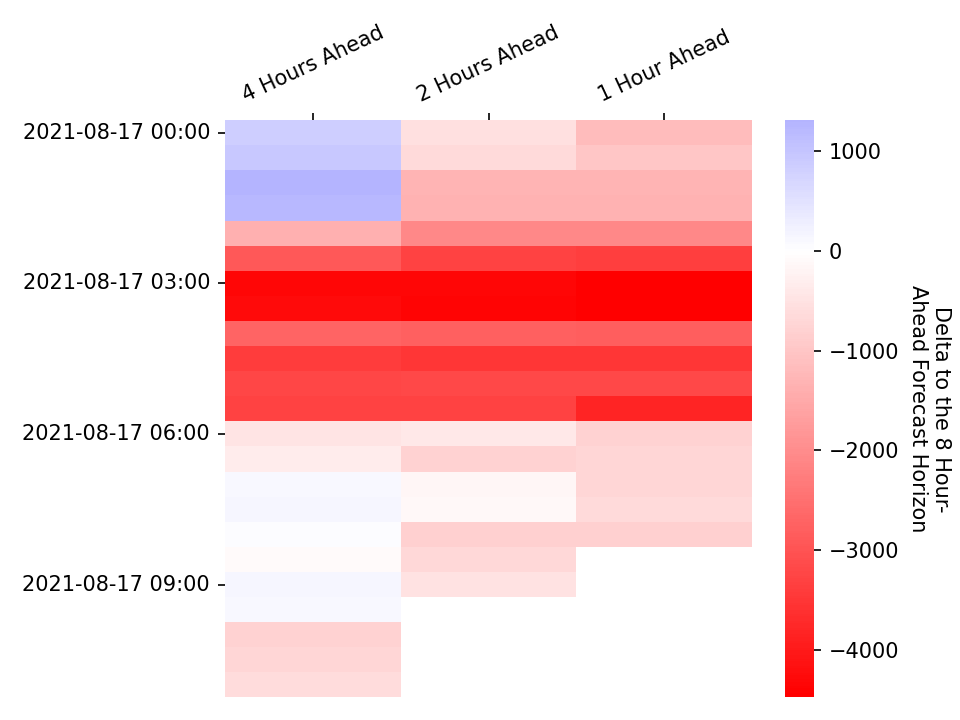 4 Hours Ahead
2 Hours Ahead
1 Hour Ahead
2021-08-17 00:00
2021-08-17 03:00
2021-08-17 06:00
2021-08-17 09:00
1000
0
−1000
−2000
−3000
−4000
Delta to the 8 Hour-
Ahead Forecast Horizon